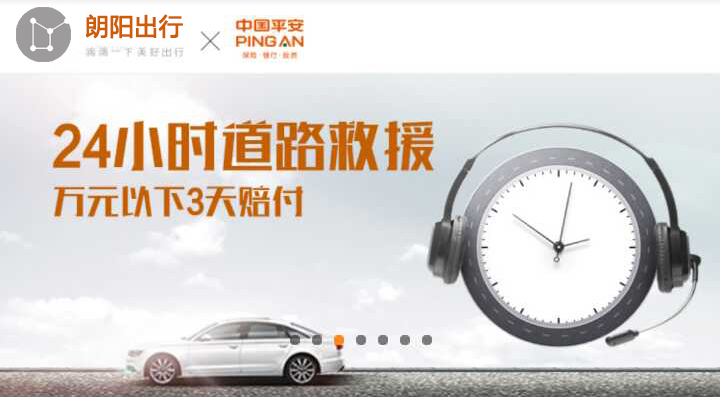 朗阳出行
滴滴一下 美好出行
中国平安
PING AN
保险·银行·投资
24小时道路救援
万元以下3天赔付